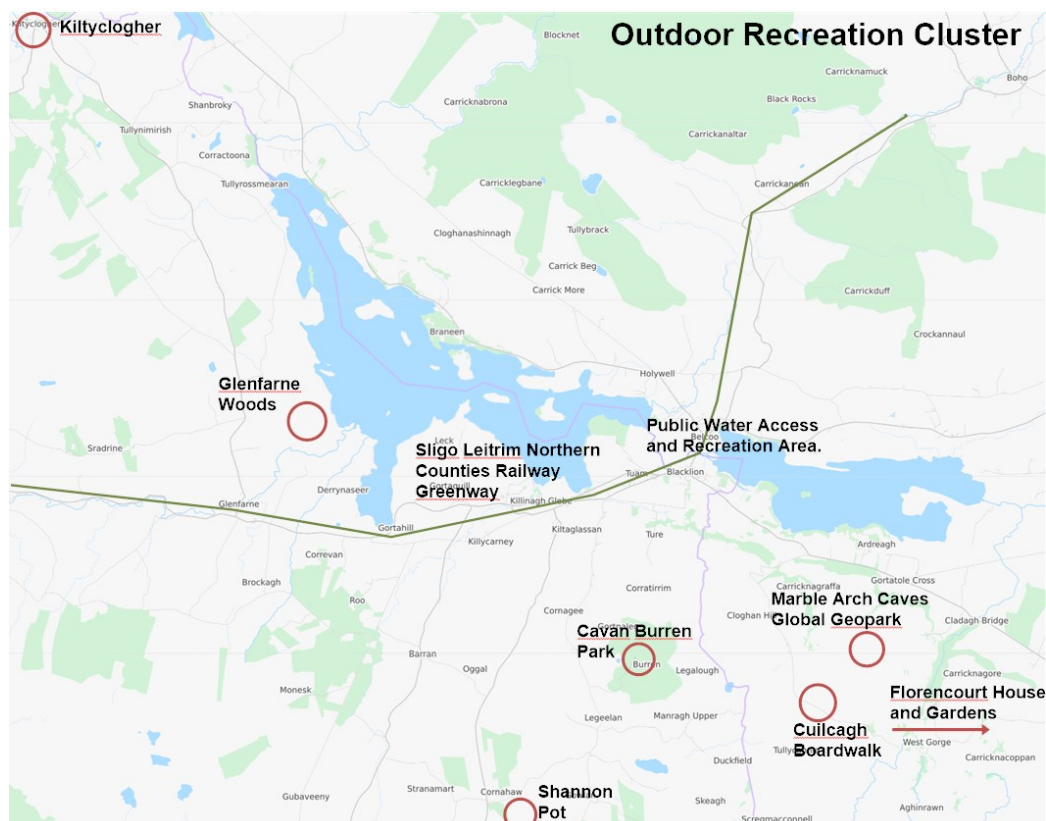 Outdoor Recreation Cluster
Kiltyclogher
Kiltyclogher
Blocknet
Carricknamuck
Boho
Shanbroky
Carricknabrona
Black Rocks
Tullynimirish
Carrickanaltar
Corractoona
Tullyrossmearan
Carricklegbane
Carrickanean
Cloghanashinnagh
Tullybrack
Carrick Beg
Carrick More
Carrickduff
Braneen
Crockannaul
Holywell
Glenfarne
Woods
Public Water Access
and Recreation Area.
Belcoo
Sradrine
Leck
Sligo Leitrim Northern
Counties Railway
Greenway
Tuam
Blacklion
Derrynaseer
Glenfarne
Killinagh Glebe
Gortahill
Kiltaglassan
Ture
Killycarney
Ardreagh
Correvan
Brockagh
Corratirrim
Carricknagraffa
Gortatole Cross
Roo
Marble Arch Caves
Global Geopark
Cornagee
Cloghan Hill
Cladagh Bridge
Cavan Burren
Park
Barran
Oggal
Burren
Legalough
Carricknagore
Monesk
Florencourt House
and Gardens
Legeelan
Manragh Upper
Cuilcagh
Boardwalk
West Gorge
Carricknacoppan
Duckfield
Stranamart
Cornahaw
Shannon
Pot
Gubaveeny
Skeagh
Aghinrawn
Scregmacconnell